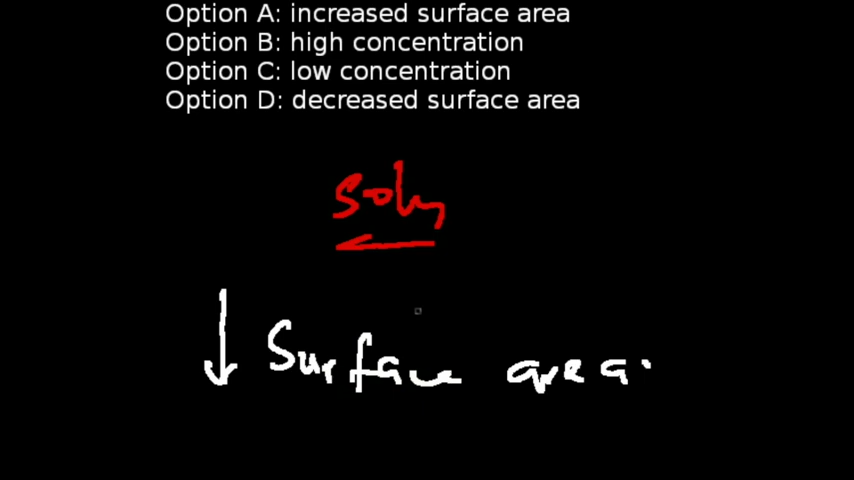 Option A: increased surface area
Option B: high concentration
Option C: low concentration
Option D: decreased surface area
Soln
↓ Surface area.